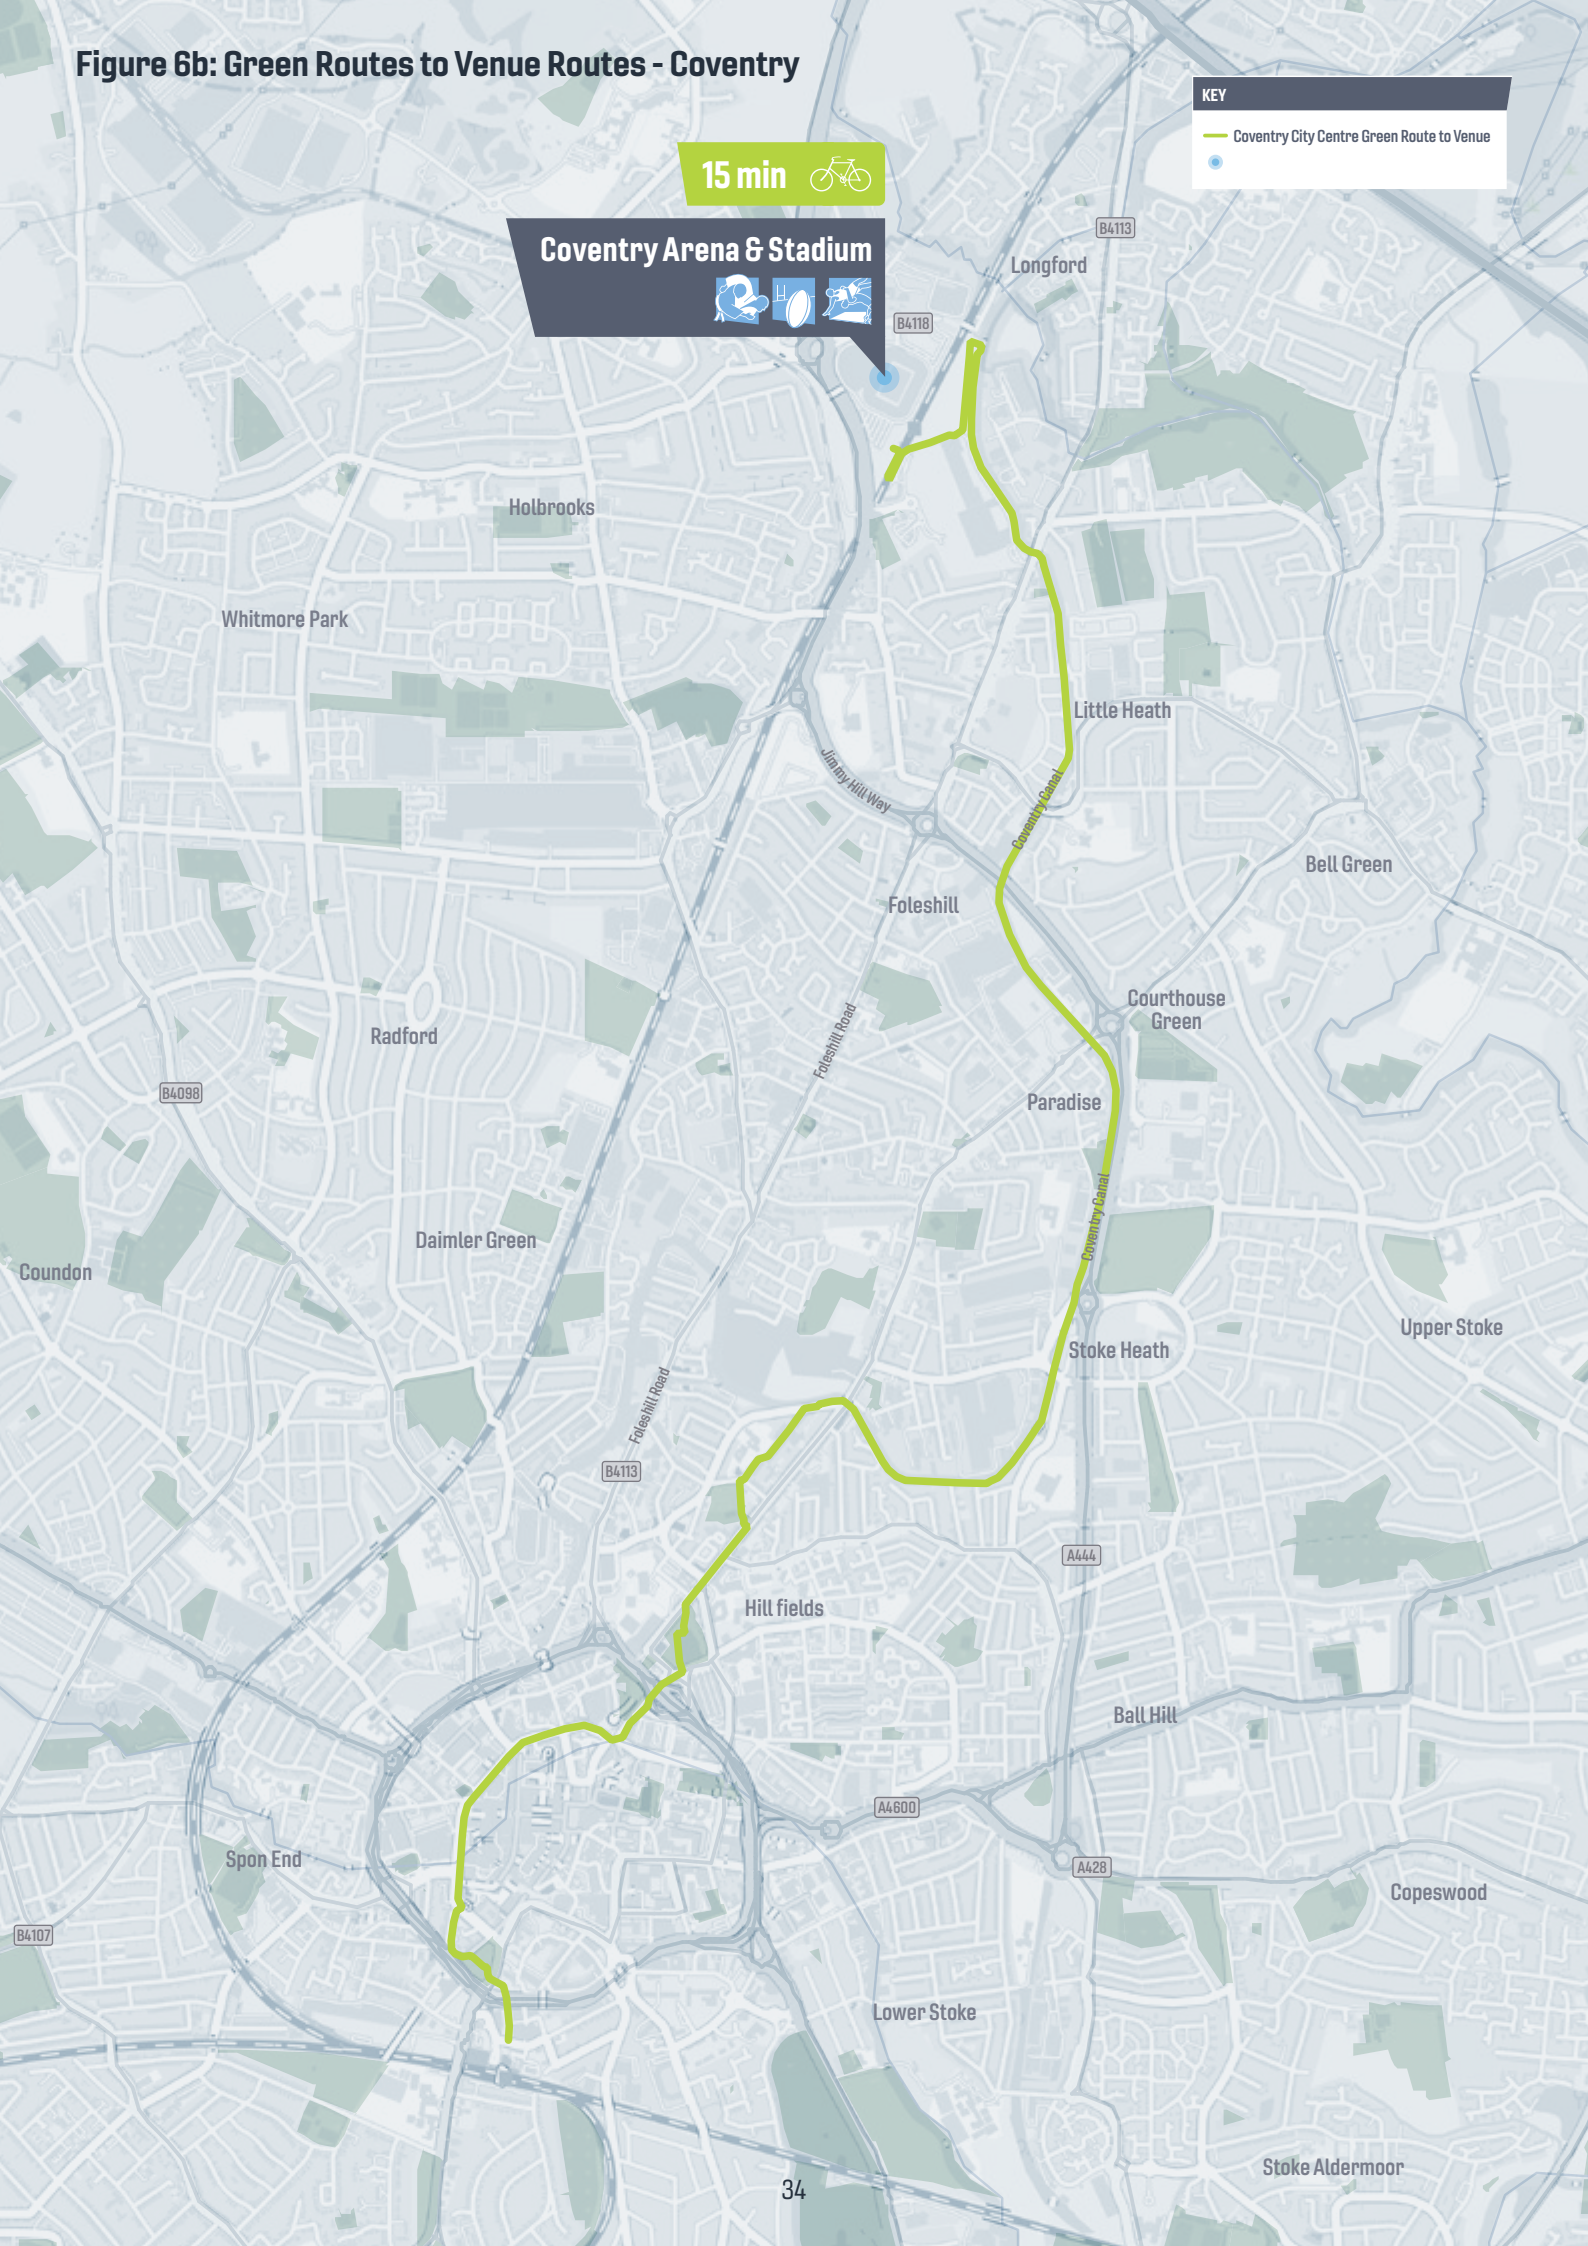 Figure 6b: Green Routes to Venue Routes - Coventry
KEY
Coventry City Centre Green Route to Venue
15 min
Coventry Arena & Stadium
B4113
Longford
B4118
Holbrooks
Whitmore Park
Little Heath
Jimmy Hill Way
Coventry Canal
Bell Green
Foleshill
Courthouse
Green
Foleshill Road
Radford
B4098
Paradise
Coventry Canal
Daimler Green
Coundon
Upper Stoke
Stoke Heath
Foleshill Road
B4113
A444
Hill fields
Ball Hill
A4600
Spon End
A428
Copeswood
B4107
Lower Stoke
Stoke Aldermoor
34